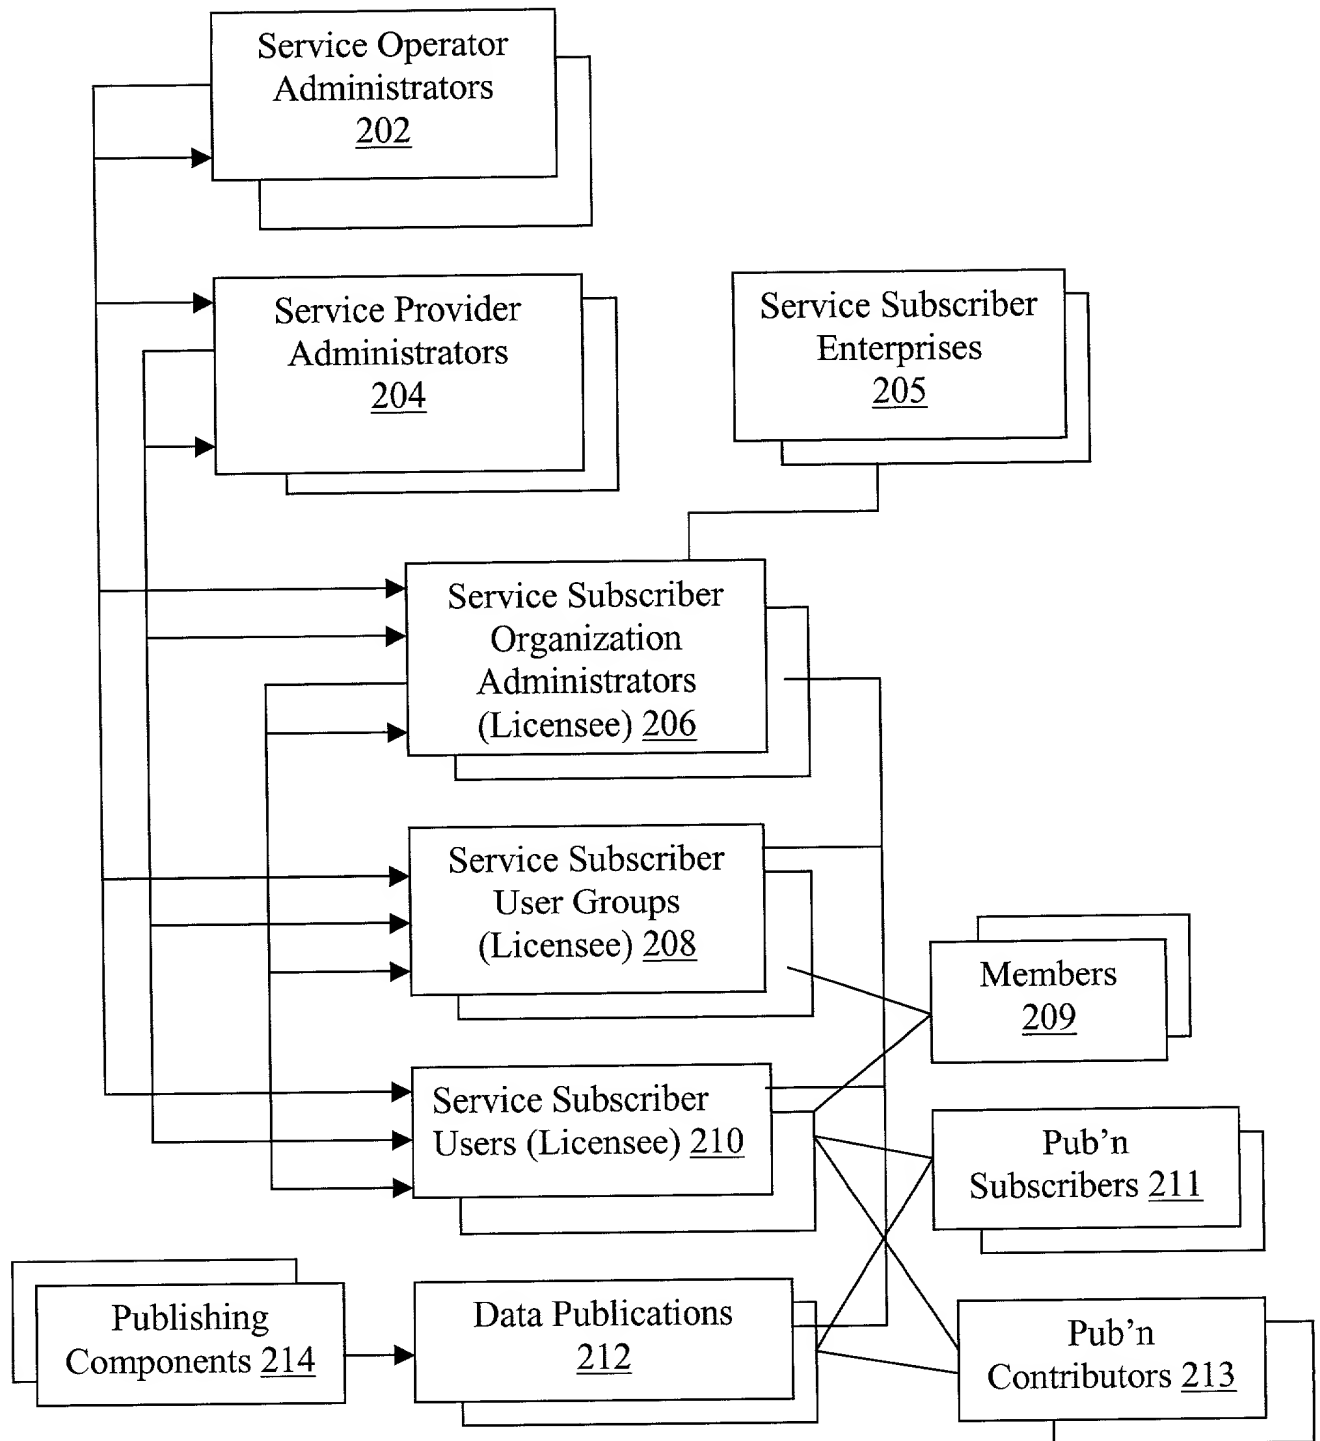 Service Operator
Administrators
202
Service Provider
Administrators
204
Service Subscriber
Enterprises
205
Service Subscriber
Organization
Administrators
(Licensee) 206
Service Subscriber
User Groups
(Licensee) 208
Members
209
Service Subscriber
Users (Licensee) 210
Pub'n
Subscribers 211
Publishing
Components 214
Data Publications
212
Pub'n
Contributors 213